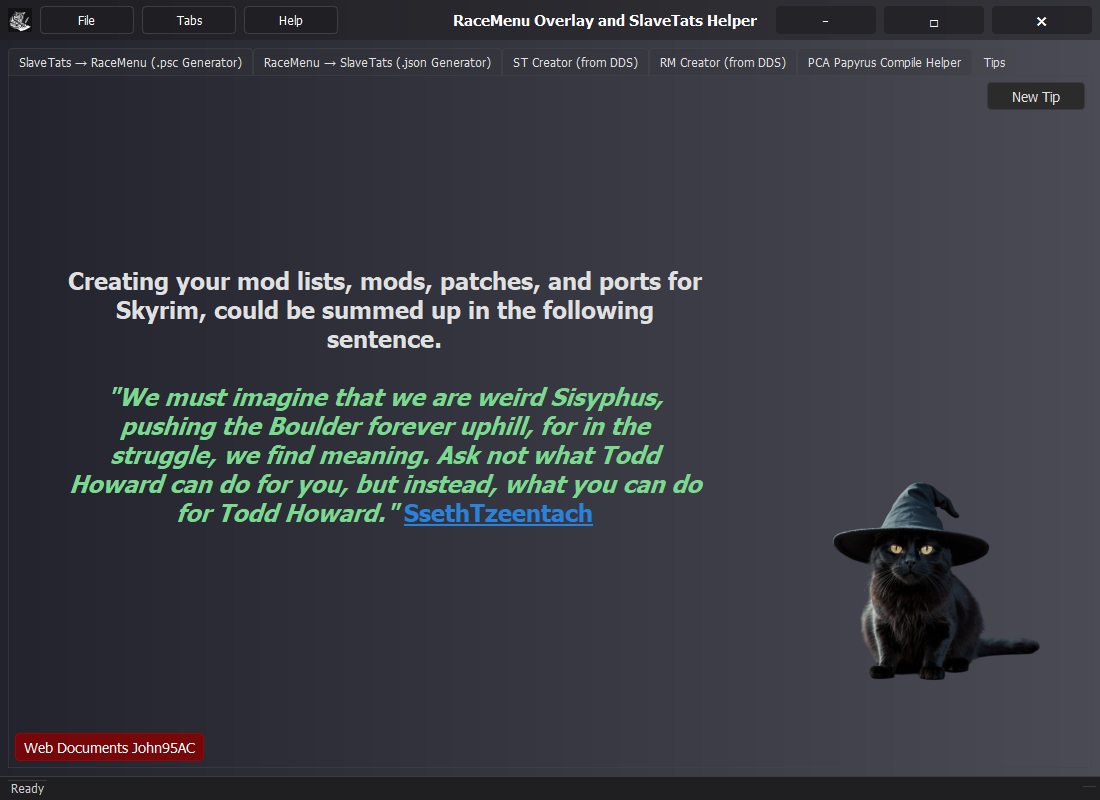 File
Tabs
Help
RaceMenu Overlay and SlaveTats Helper
SlaveTats → RaceMenu (.psc Generator)
RaceMenu → SlaveTats (.json Generator)
ST Creator (from DDS)
RM Creator (from DDS)
PCA Papyrus Compile Helper
Tips
New Tip
Creating your mod lists, mods, patches, and ports for
Skyrim, could be summed up in the following
sentence.
"We must imagine that we are weird Sisyphus,
pushing the Boulder forever uphill, for in the
struggle, we find meaning. Ask not what Todd
Howard can do for you, but instead, what you can do
for Todd Howard." SsethTzeentach
Web Documents John95AC
Ready